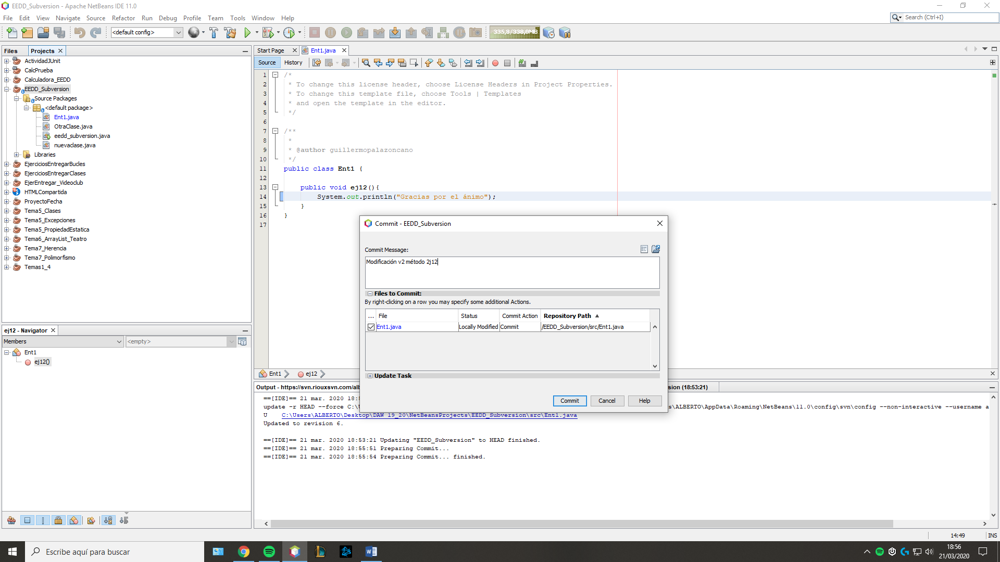 EEDD_Subversion - Apache NetBeans IDE 11.0
File Edit View Navigate Source Refactor Run Debug Profile Team Tools Window Help
Search (Ctrl+I)
<default config>
335,8/338,0MB
Files
Projects
ActividadJUnit
CalcPrueba
Calculadora_EEDD
EEDD_Subversion
Source Packages
<default package>
Ent1.java
OtraClase.java
eedd_subversion.java
nuevaclase.java
Libraries
EjerciciosEntregarBucles
EjerciciosEntregarClases
EjerEntregar_Videoclub
HTMLCompartida
ProyectoFecha
Tema5_Clases
Tema5_Excepciones
Tema5_PropiedadEstatica
Tema6_ArrayList_Teatro
Tema7_Herencia
Tema7_Polimorfismo
Temas1_4
Start Page
Ent1.java
Source
History
1 /*
2 * To change this license header, choose License Headers in Project Properties.
3 * To change this template file, choose Tools | Templates
4 * and open the template in the editor.
5 */
6
7 /**
8 *
9 * @author guillermopalazoncano
10 */
11 public class Ent1 {
12
13 public void ej12(){
14 System.out.println("Gracias por el ánimo");
15 }
16 }
17
Commit - EEDD_Subversion
Commit Message:
Modificación v2 método 2j12
Files to Commit:
By right-clicking on a row you may specify some additional Actions.
... File Status Commit Action Repository Path
Ent1.java Locally Modified Commit /EEDD_Subversion/src/Ent1.java
Update Task
Commit Cancel Help
ej12 - Navigator
Members
<empty>
Ent1
ej12()
Ent1 ej12
Output - https://svn.riouxsvn.com/alb
sion (18:53:21)
==[IDE]== 21 mar. 2020 18:5
update -r HEAD --force C:\U
s\ALBERTO\AppData\Roaming\NetBeans\11.0\config\svn\config --non-interactive --username a
U C:\Users\ALBERTO\Desktop\DAW 19_20\NetBeansProjects\EEDD_Subversion\src\Ent1.java
Updated to revision 6.
==[IDE]== 21 mar. 2020 18:53:21 Updating "EEDD_Subversion" to HEAD finished.
==[IDE]== 21 mar. 2020 18:55:51 Preparing Commit...
==[IDE]== 21 mar. 2020 18:55:54 Preparing Commit... finished.
14:49
INS
Escribe aquí para buscar
18:56
21/03/2020